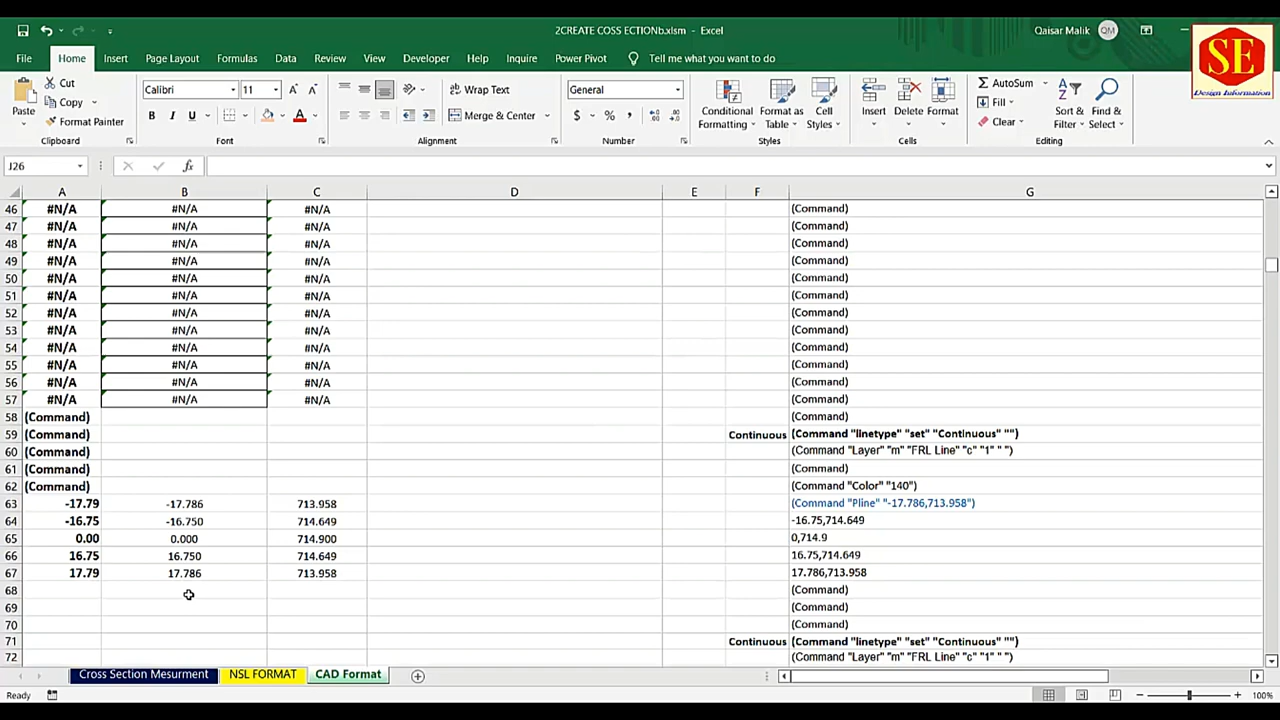 2CREATE COSS ECTIONb.xlsm - Excel
Qaisar Malik
QM
SE
Design Information
File Home Insert Page Layout Formulas Data Review View Developer Help Inquire Power Pivot Tell me what you want to do
Paste
Cut
Copy
Format Painter
Clipboard
Calibri 11
B I U
Font
Wrap Text
Merge & Center
Alignment
General
$ % ,
Number
Conditional Formatting
Format as Table
Cell Styles
Styles
Insert
Delete
Format
Cells
AutoSum
Fill
Clear
Sort & Filter
Find & Select
Editing
J26
fx
A B C D E F G
46 #N/A #N/A #N/A (Command)
47 #N/A #N/A #N/A (Command)
48 #N/A #N/A #N/A (Command)
49 #N/A #N/A #N/A (Command)
50 #N/A #N/A #N/A (Command)
51 #N/A #N/A #N/A (Command)
52 #N/A #N/A #N/A (Command)
53 #N/A #N/A #N/A (Command)
54 #N/A #N/A #N/A (Command)
55 #N/A #N/A #N/A (Command)
56 #N/A #N/A #N/A (Command)
57 #N/A #N/A #N/A (Command)
58 (Command) (Command)
59 (Command) Continuous (Command "linetype" "set" "Continuous" "")
60 (Command) (Command "Layer" "m" "FRL Line" "c" "1" " ")
61 (Command) (Command)
62 (Command) (Command "Color" "140")
63 -17.79 -17.786 713.958 (Command "Pline" "-17.786,713.958")
64 -16.75 -16.750 714.649 -16.75,714.649
65 0.00 0.000 714.900 0,714.9
66 16.75 16.750 714.649 16.75,714.649
67 17.79 17.786 713.958 17.786,713.958
68 (Command)
69 (Command)
70 (Command)
71 Continuous (Command "linetype" "set" "Continuous" "")
72 (Command "Layer" "m" "FRL Line" "c" "1" " ")
Cross Section Mesurment NSL FORMAT CAD Format
Ready
100%